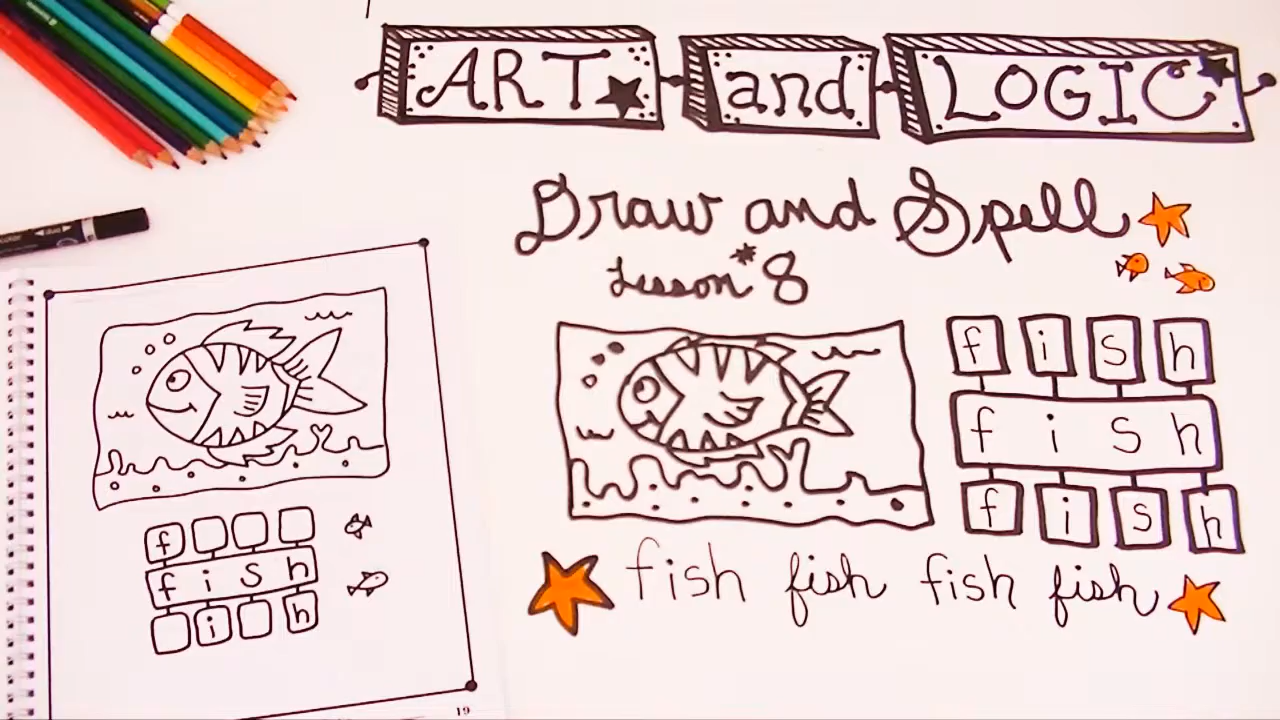 ART and LOGIC
Draw and Spell
Lesson #8
f i s h
f i s h
f i s h
fish fish fish fish
f
f i s h
i h
19